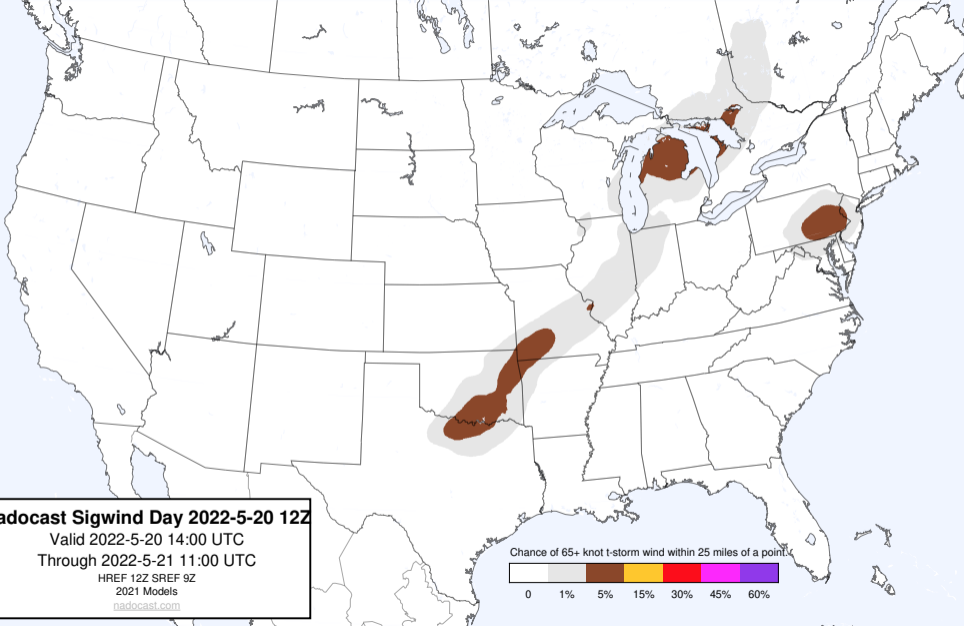 adocast Sigwind Day 2022-5-20 12Z
Valid 2022-5-20 14:00 UTC
Through 2022-5-21 11:00 UTC
HREF 12Z SREF 9Z
2021 Models
nadocast.com
Chance of 65+ knot t-storm wind within 25 miles of a point.
0 1% 5% 15% 30% 45% 60%